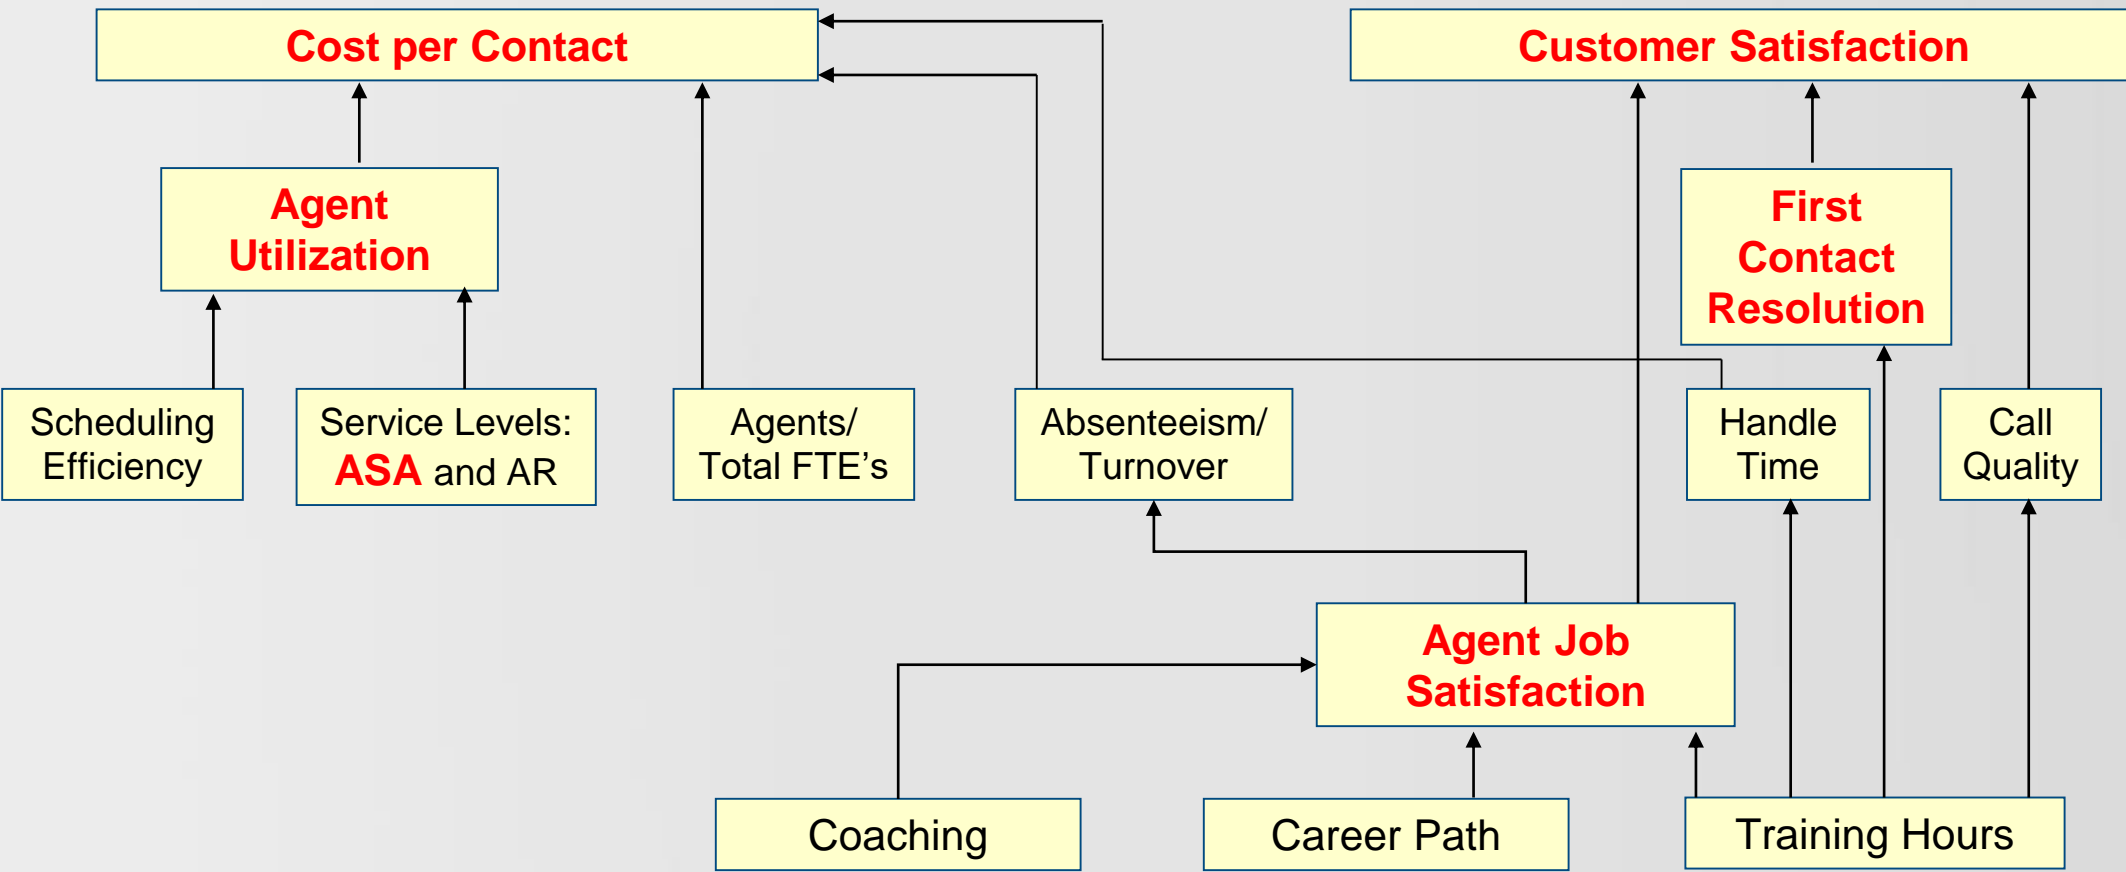 Cost per Contact
Customer Satisfaction
Agent
Utilization
First
Contact
Resolution
Scheduling
Efficiency
Service Levels:
ASA and AR
Agents/
Total FTE’s
Absenteeism/
Turnover
Handle
Time
Call
Quality
Agent Job
Satisfaction
Coaching
Career Path
Training Hours